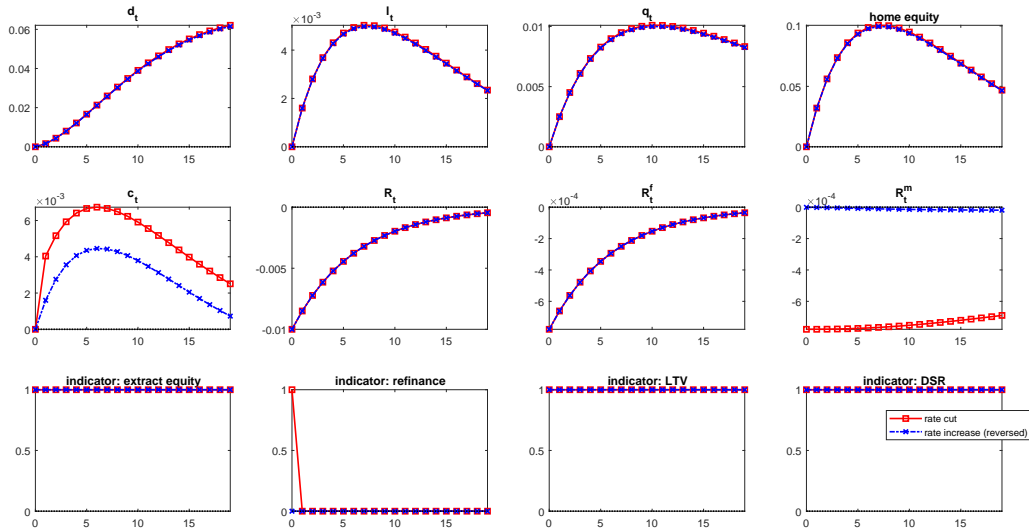 d_t
l_t
q_t
home equity
0.06
0.04
0.02
0
0 5 10 15
×10^-3
4
2
0
0 5 10 15
0.01
0.005
0
0 5 10 15
0.1
0.05
0
0 5 10 15
c_t
R_t
R_t^f
R_t^m
×10^-3
6
4
2
0
0 5 10 15
0
-0.005
-0.01
0 5 10 15
×10^-4
0
-2
-4
-6
0 5 10 15
×10^-4
0
-2
-4
-6
0 5 10 15
indicator: extract equity
indicator: refinance
indicator: LTV
indicator: DSR
1
0.5
0
0 5 10 15
1
0.5
0
0 5 10 15
1
0.5
0
0 5 10 15
1
0.5
0
0 5 10 15
rate cut
rate increase (reversed)